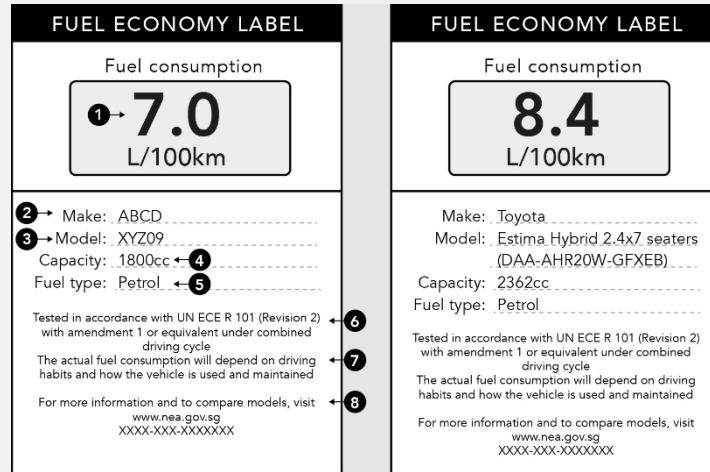 FUEL ECONOMY LABEL
Fuel consumption
1 7.0
L/100km
2 Make: ABCD
3 Model: XYZ09
Capacity: 1800cc 4
Fuel type: Petrol 5
Tested in accordance with UN ECE R 101 (Revision 2) 6
with amendment 1 or equivalent under combined
driving cycle
The actual fuel consumption will depend on driving 7
habits and how the vehicle is used and maintained
For more information and to compare models, visit 8
www.nea.gov.sg
XXXX-XXX-XXXXXXX
FUEL ECONOMY LABEL
Fuel consumption
8.4
L/100km
Make: Toyota
Model: Estima Hybrid 2.4x7 seaters
(DAA-AHR20W-GFXEB)
Capacity: 2362cc
Fuel type: Petrol
Tested in accordance with UN ECE R 101 (Revision 2)
with amendment 1 or equivalent under combined
driving cycle
The actual fuel consumption will depend on driving
habits and how the vehicle is used and maintained
For more information and to compare models, visit
www.nea.gov.sg
XXXX-XXX-XXXXXXX